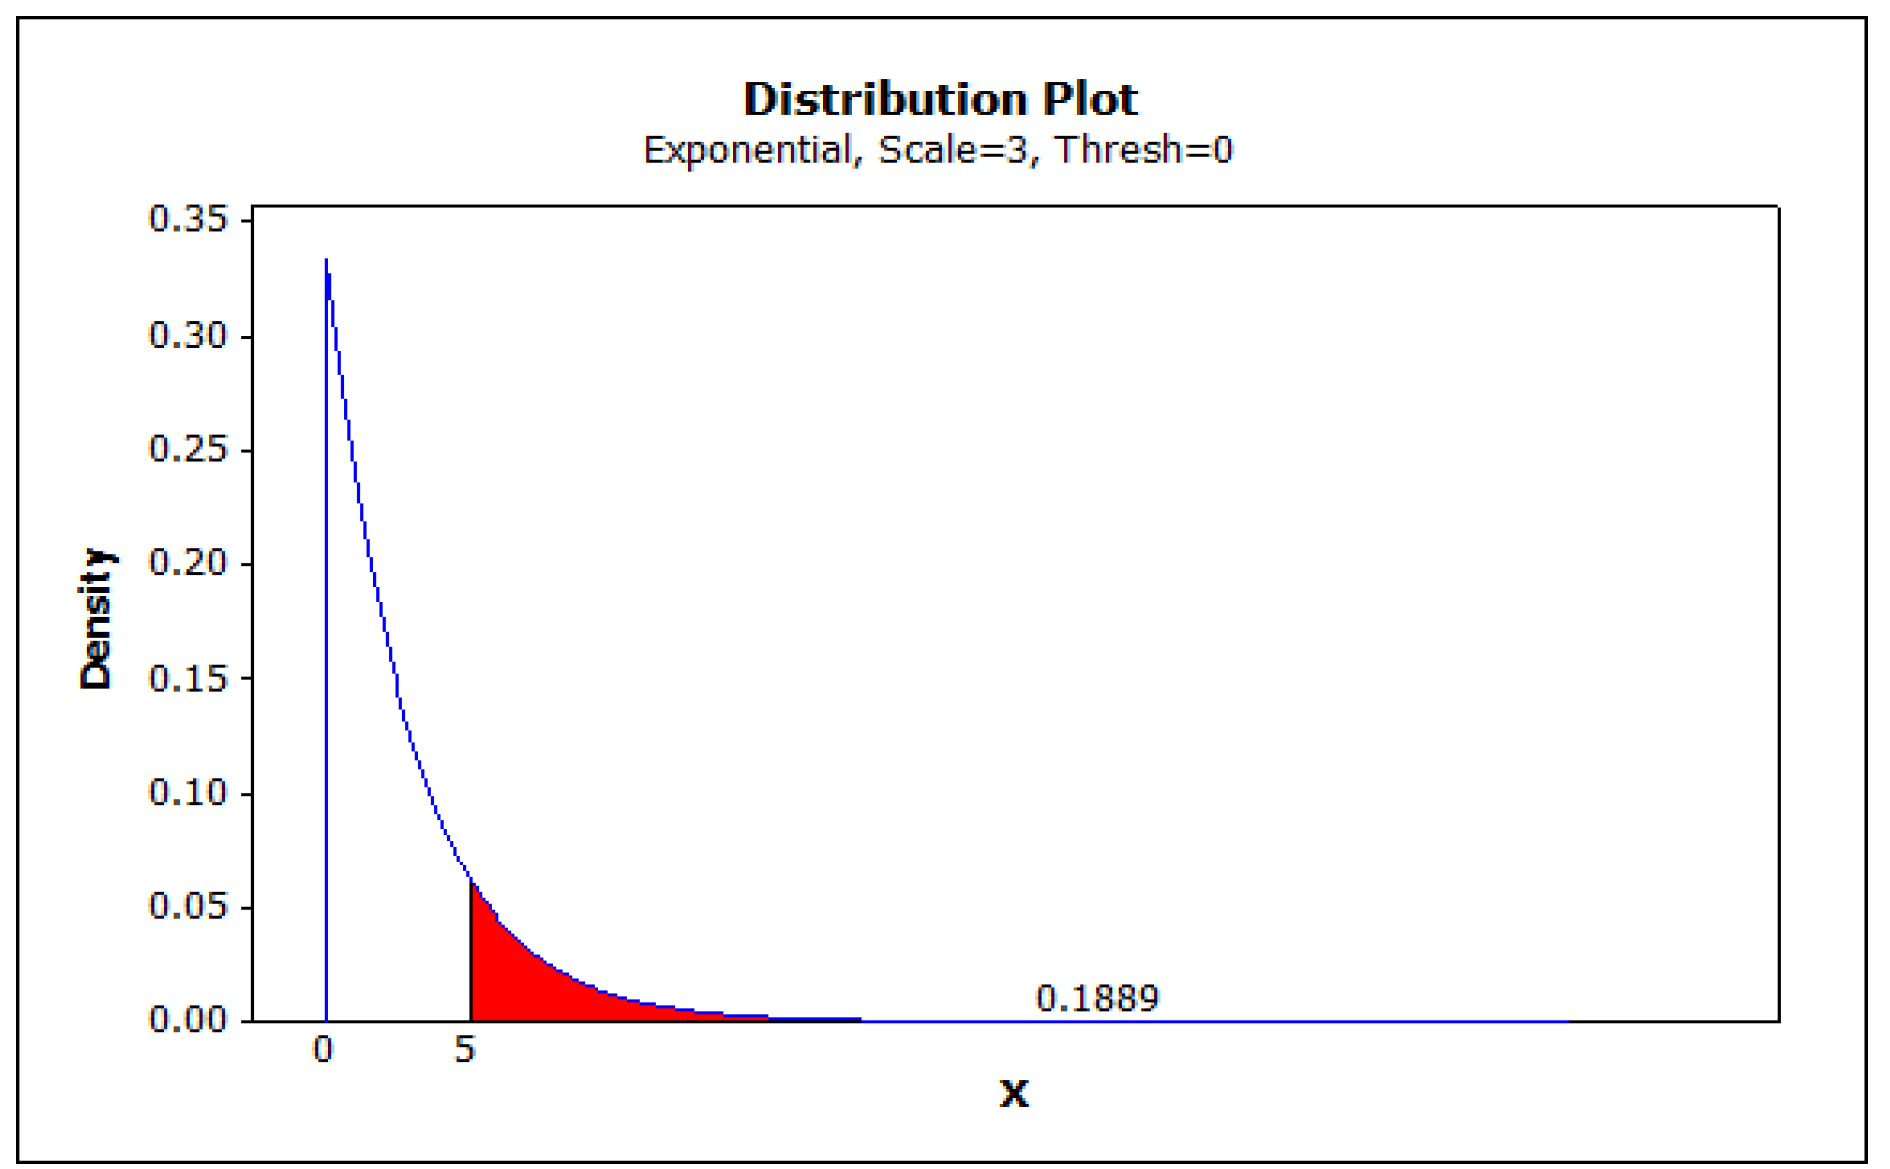 Distribution Plot
Exponential, Scale=3, Thresh=0
0.35
0.30
0.25
0.20
0.15
0.10
0.05
0.00
Density
0.1889
0 5
X